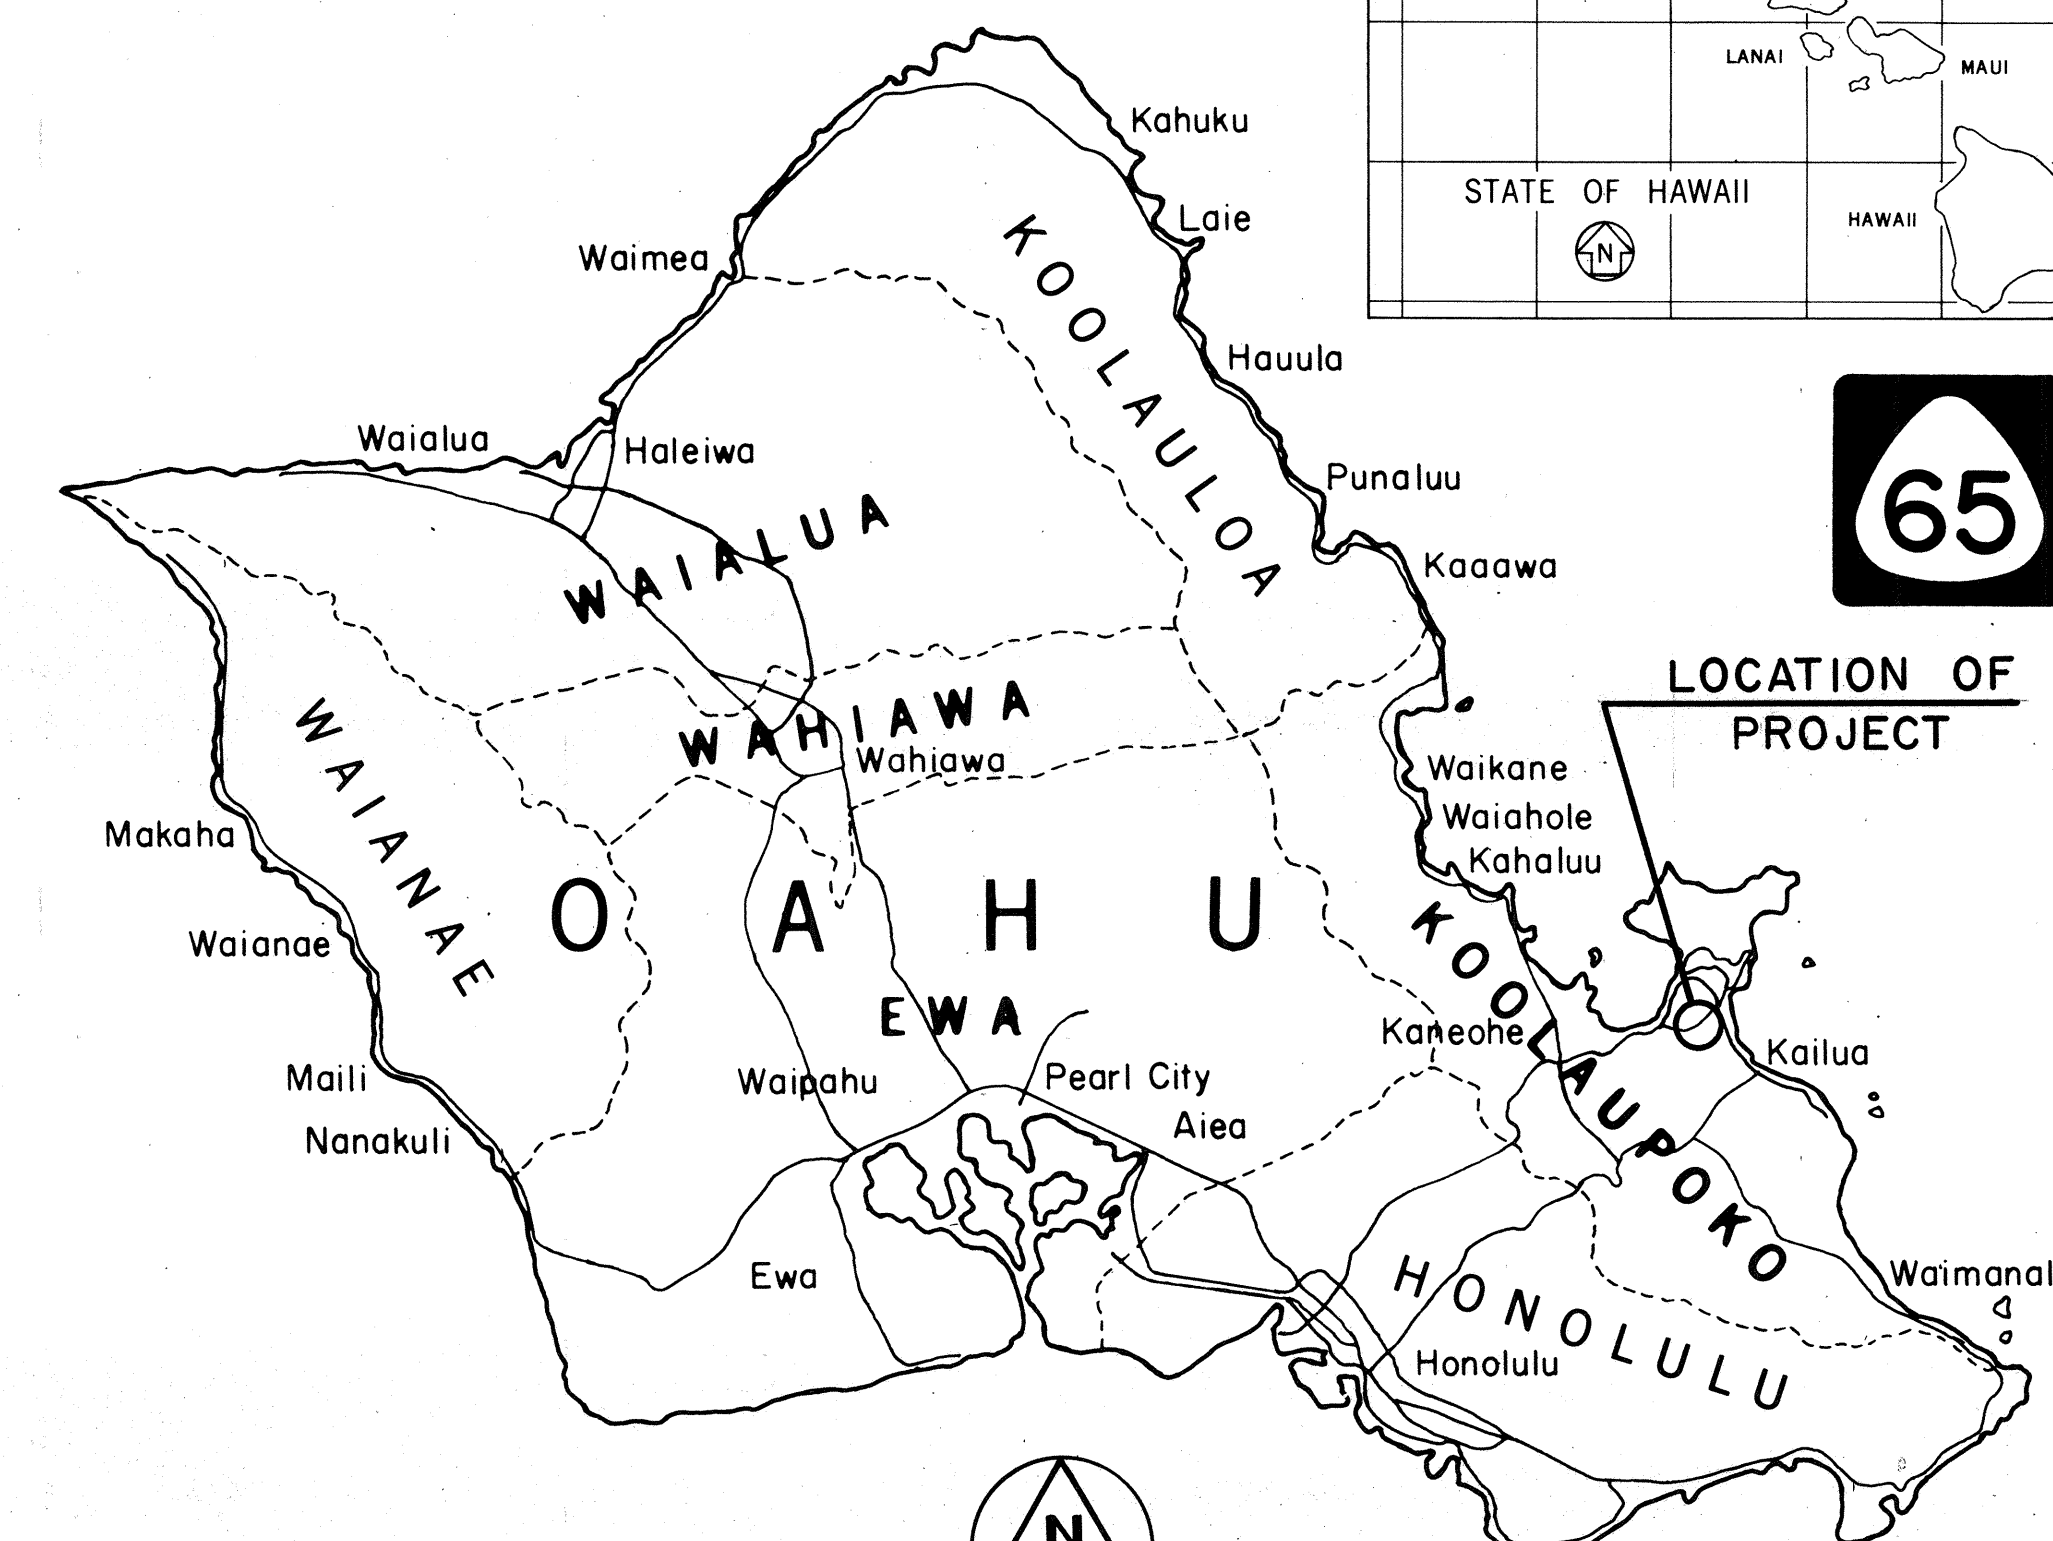 LANAI
MAUI
STATE OF HAWAII
HAWAII
N
Kahuku
Laie
Waimea
KOOLAULOA
Hauula
65
Waialua
Haleiwa
Punaluu
WAIALUA
Kaaawa
LOCATION OF
PROJECT
WAHIAWA
Wahiawa
WAIANAE
Waikane
Waiahole
Kahaluu
Makaha
OAHU
Waianae
KOOLAUPOKO
EWA
Kaneohe
Kailua
Maili
Waipahu
Pearl City
Aiea
Nanakuli
Ewa
HONOLULU
Waimanal
Honolulu
N